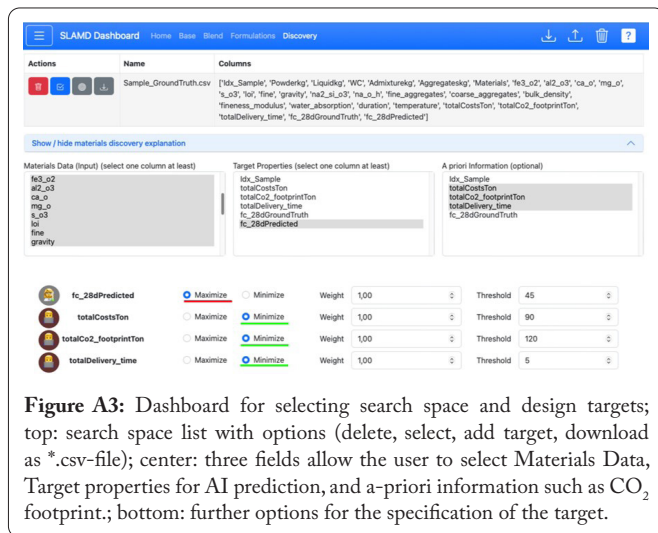 SLAMD Dashboard Home Base Blend Formulations Discovery ?
Actions Name Columns
Sample_GroundTruth.csv ['Idx_Sample', 'Powderkg', 'Liquidkg', 'WC', 'Admixturekg', 'Aggregateskg', 'Materials', 'fe3_o2', 'al2_o3', 'ca_o', 'mg_o',
's_o3', 'loi', 'fine', 'gravity', 'na2_si_o3', 'na_o_h', 'fine_aggregates', 'coarse_aggregates', 'bulk_density',
'fineness_modulus', 'water_absorption', 'duration', 'temperature', 'totalCostsTon', 'totalCo2_footprintTon',
'totalDelivery_time', 'fc_28dGroundTruth', 'fc_28dPredicted']
Show / hide materials discovery explanation
Materials Data (Input) (select one column at least) Target Properties (select one column at least) A priori Information (optional)
fe3_o2
al2_o3
ca_o
mg_o
s_o3
loi
fine
gravity
Idx_Sample
totalCostsTon
totalCo2_footprintTon
totalDelivery_time
fc_28dGroundTruth
fc_28dPredicted
Idx_Sample
totalCostsTon
totalCo2_footprintTon
totalDelivery_time
fc_28dGroundTruth
fc_28dPredicted Maximize Minimize Weight 1,00 Threshold 45
totalCostsTon Maximize Minimize Weight 1,00 Threshold 90
totalCo2_footprintTon Maximize Minimize Weight 1,00 Threshold 120
totalDelivery_time Maximize Minimize Weight 1,00 Threshold 5
Figure A3: Dashboard for selecting search space and design targets;
top: search space list with options (delete, select, add target, download
as *.csv-file); center: three fields allow the user to select Materials Data,
Target properties for AI prediction, and a-priori information such as CO₂
footprint.; bottom: further options for the specification of the target.